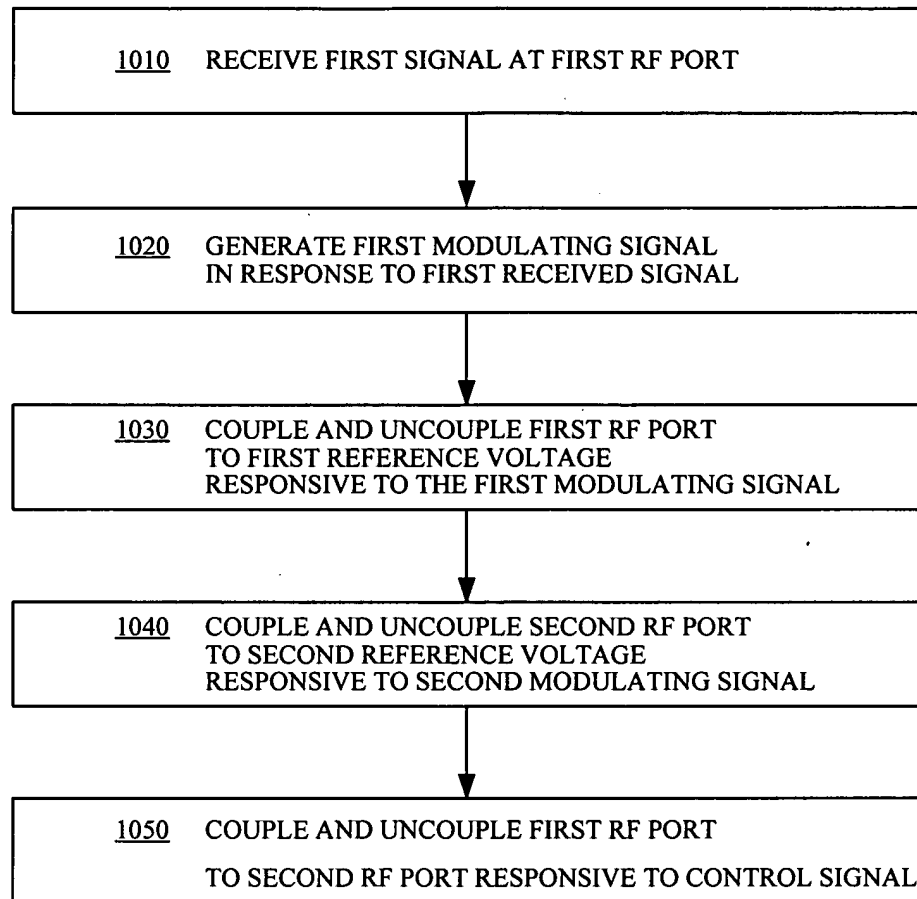 1010 RECEIVE FIRST SIGNAL AT FIRST RF PORT
1020 GENERATE FIRST MODULATING SIGNAL
IN RESPONSE TO FIRST RECEIVED SIGNAL
1030 COUPLE AND UNCOUPLE FIRST RF PORT
TO FIRST REFERENCE VOLTAGE
RESPONSIVE TO THE FIRST MODULATING SIGNAL
1040 COUPLE AND UNCOUPLE SECOND RF PORT
TO SECOND REFERENCE VOLTAGE
RESPONSIVE TO SECOND MODULATING SIGNAL
1050 COUPLE AND UNCOUPLE FIRST RF PORT
TO SECOND RF PORT RESPONSIVE TO CONTROL SIGNAL